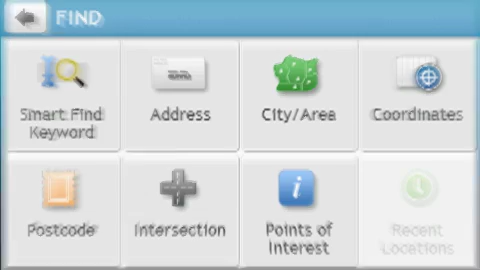 FIND
Smart Find
Keyword
Address
City/Area
Coordinates
Postcode
Intersection
Points of
Interest
Recent
Locations